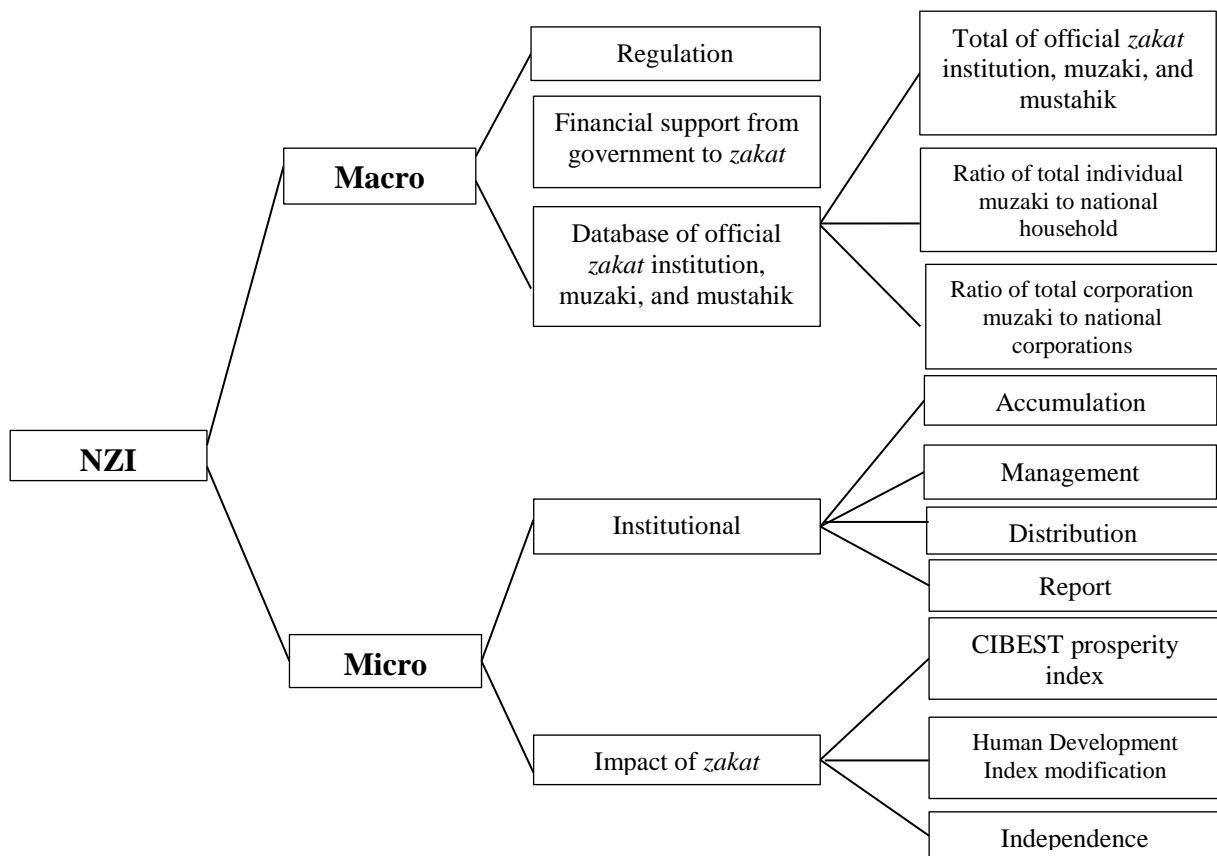 NZI
Macro
Regulation
Financial support from
government to zakat
Database of official
zakat institution,
muzaki, and mustahik
Total of official zakat
institution, muzaki, and
mustahik
Ratio of total individual
muzaki to national
household
Ratio of total corporation
muzaki to national
corporations
Micro
Institutional
Accumulation
Management
Distribution
Report
Impact of zakat
CIBEST prosperity
index
Human Development
Index modification
Independence